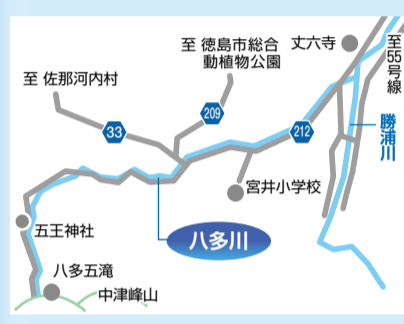 至 徳島市総合
動植物公園
丈六寺
至55号線
至 佐那河内村
209
33
212
勝浦川
宮井小学校
五王神社
八多川
八多五滝
中津峰山